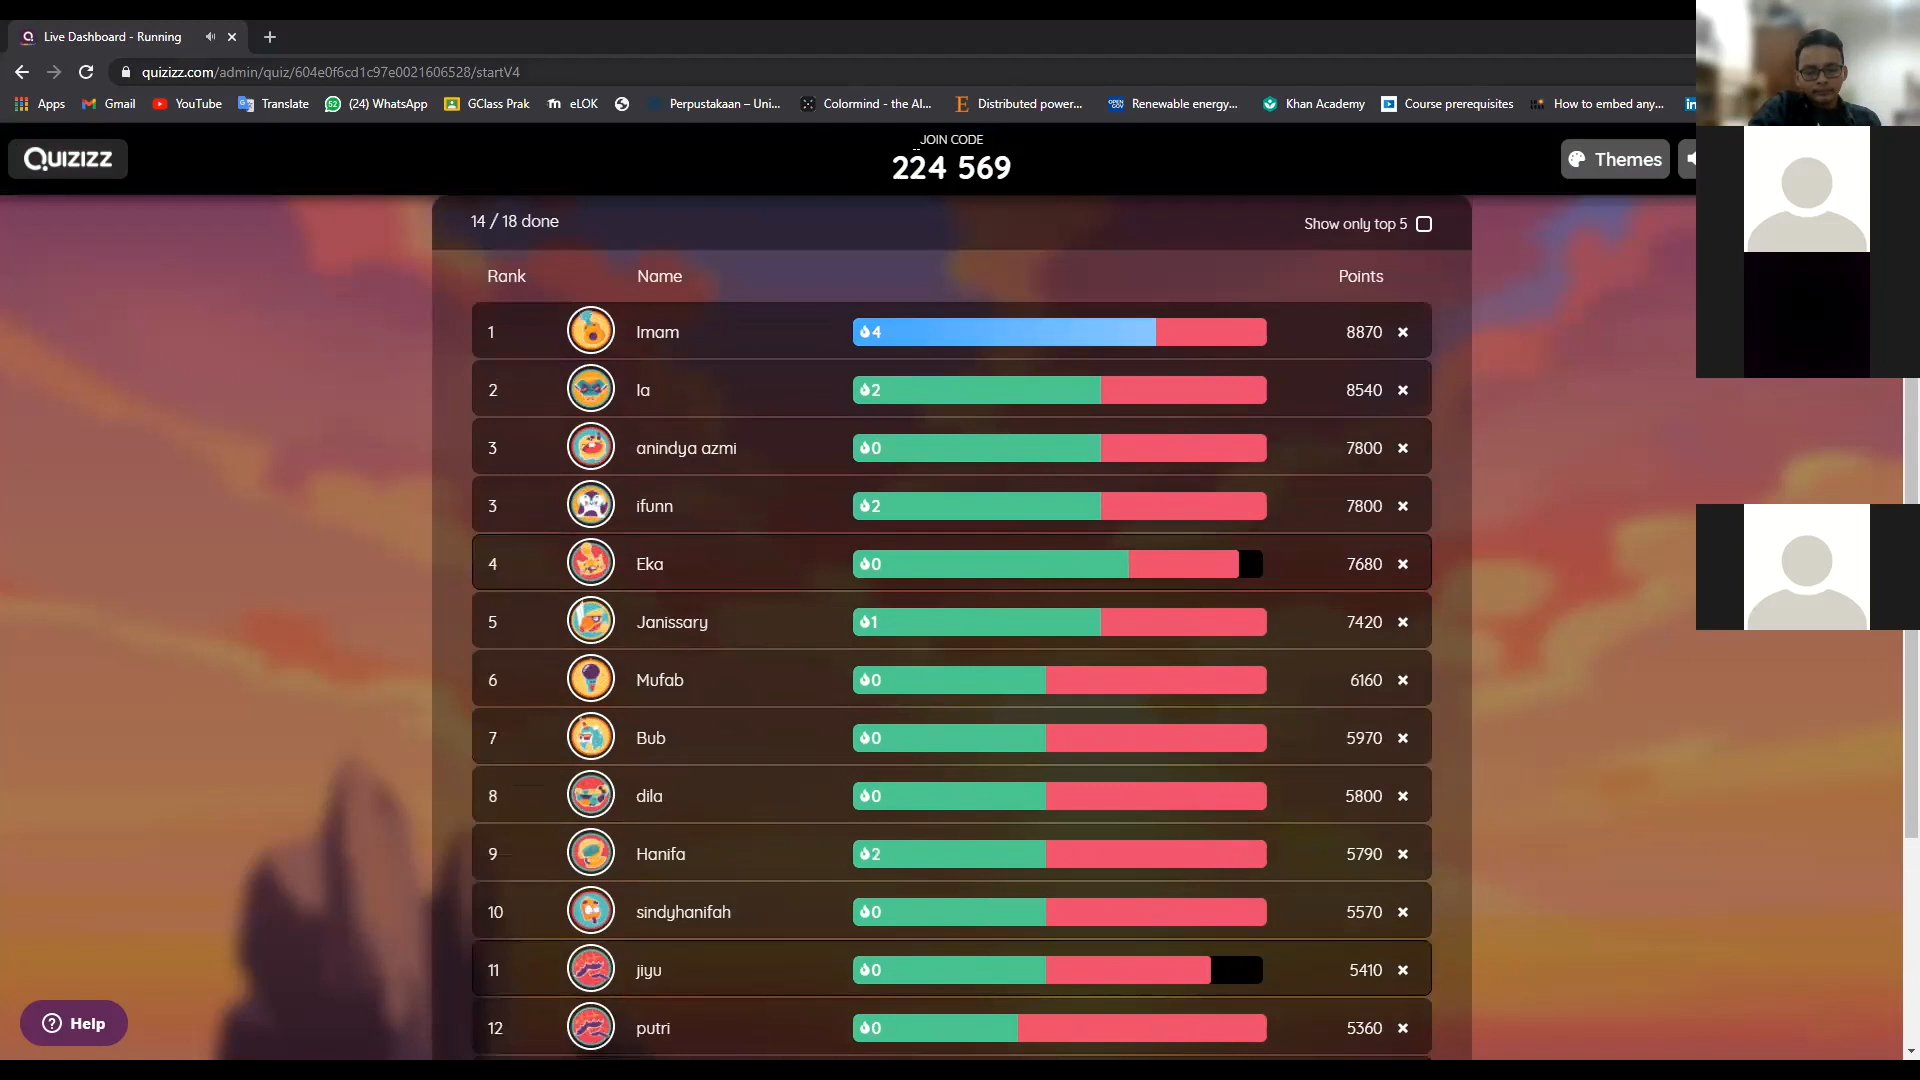 Live Dashboard - Running
quizizz.com/admin/quiz/604e0f6cd1c97e0021606528/startV4
Apps Gmail YouTube Translate (24) WhatsApp GClass Prak eLOK Perpustakaan – Uni... Colormind - the AI... Distributed power... Renewable energy... Khan Academy Course prerequisites How to embed any...
JOIN CODE
Quizizz 224 569 Themes
14 / 18 done Show only top 5
Rank Name Points
1 Imam 4 8870
2 Ia 2 8540
3 anindya azmi 0 7800
3 ifunn 2 7800
4 Eka 0 7680
5 Janissary 1 7420
6 Mufab 0 6160
7 Bub 0 5970
8 dila 0 5800
9 Hanifa 2 5790
10 sindyhanifah 0 5570
11 jiyu 0 5410
12 putri 0 5360
Help